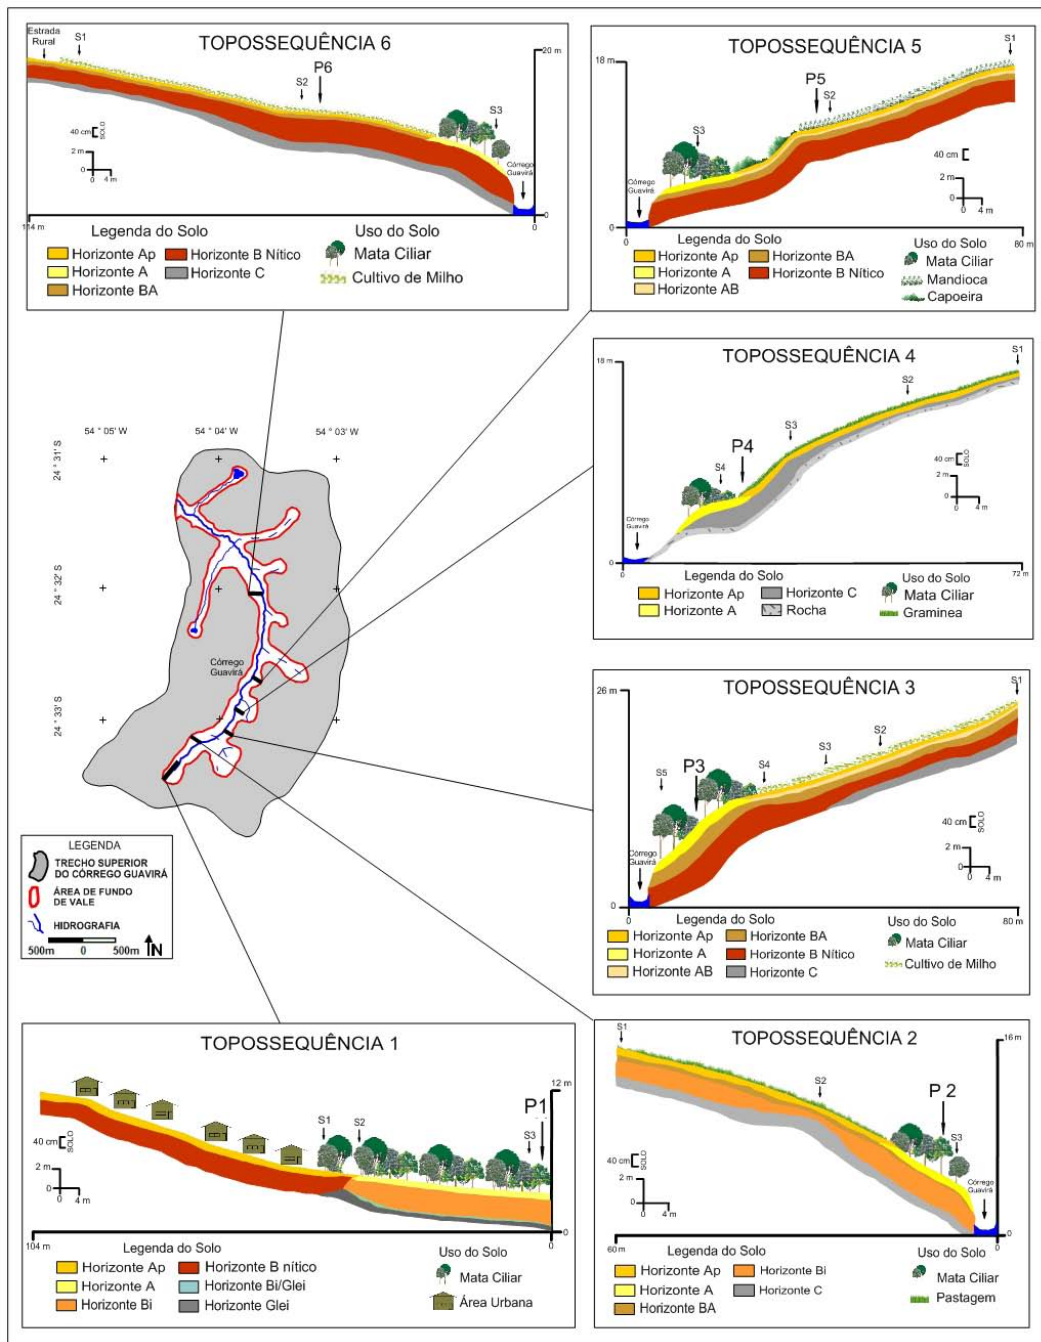 TOPOSSEQUÊNCIA 6
Estrada
Rural
S1
S2
P6
S3
20 m
40 cm
SOLO
2 m
0
0 4 m
Córrego
Guavirá
0
114 m
0
Legenda do Solo
Uso do Solo
Horizonte Ap
Horizonte B Nítico
Mata Ciliar
Horizonte A
Horizonte C
Cultivo de Milho
Horizonte BA
TOPOSSEQUÊNCIA 5
S1
18 m
P5
S2
S3
40 cm
2 m
0
0 4 m
Córrego
Guavirá
0
0
80 m
Legenda do Solo
Uso do Solo
Horizonte Ap
Horizonte BA
Mata Ciliar
Horizonte A
Horizonte B Nítico
Mandioca
Horizonte AB
Capoeira
TOPOSSEQUÊNCIA 4
S1
18 m
S2
S3
P4
S4
40 cm
SOLO
2 m
0
0 4 m
Córrego
Guavirá
0
0
72 m
Legenda do Solo
Uso do Solo
Horizonte Ap
Horizonte C
Mata Ciliar
Horizonte A
Rocha
Graminea
54 ° 05' W
54 ° 04' W
54 ° 03' W
24 ° 31' S
24 ° 32' S
24 ° 33' S
Córrego
Guavirá
TOPOSSEQUÊNCIA 3
S1
26 m
S2
S3
S4
P3
S5
40 cm
SOLO
2 m
0
0 4 m
Córrego
Guavirá
0
0
80 m
Legenda do Solo
Uso do Solo
Horizonte Ap
Horizonte BA
Mata Ciliar
Horizonte A
Horizonte B Nítico
Cultivo de Milho
Horizonte AB
Horizonte C
LEGENDA
TRECHO SUPERIOR
DO CÓRREGO GUAVIRÁ
ÁREA DE FUNDO
DE VALE
HIDROGRAFIA
500m 0 500m
N
TOPOSSEQUÊNCIA 1
12 m
P1
S1
S2
S3
40 cm
SOLO
2 m
0
0 4 m
0
104 m
0
Legenda do Solo
Uso do Solo
Horizonte Ap
Horizonte B nítico
Mata Ciliar
Horizonte A
Horizonte Bi/Glei
Área Urbana
Horizonte Bi
Horizonte Glei
TOPOSSEQUÊNCIA 2
S1
16 m
S2
P 2
S3
40 cm
SOLO
2 m
0
0 4 m
Córrego
Guavirá
0
60 m
0
Legenda do Solo
Uso do Solo
Horizonte Ap
Horizonte Bi
Mata Ciliar
Horizonte A
Horizonte C
Pastagem
Horizonte BA